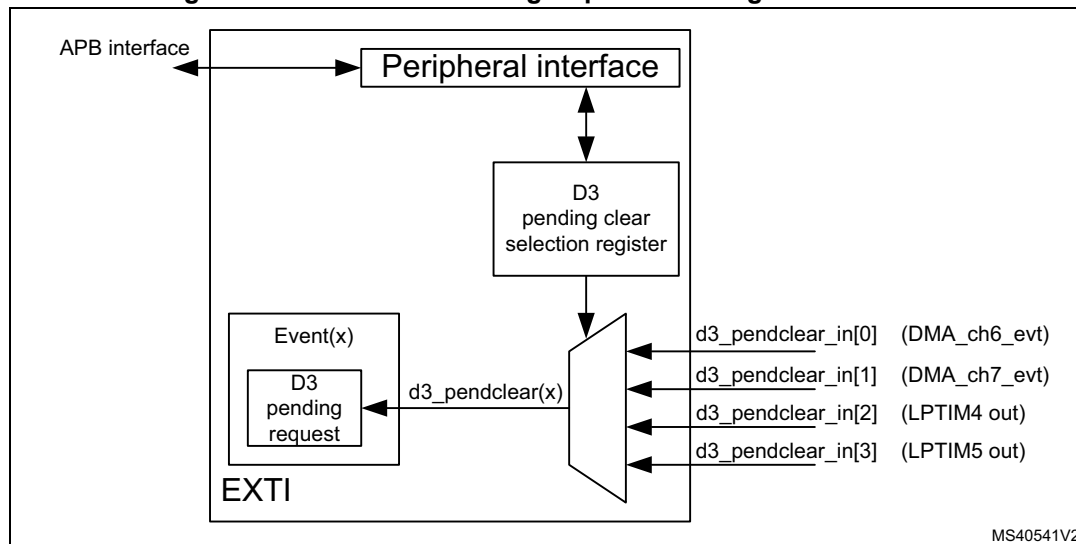 APB interface
Peripheral interface
D3
pending clear
selection register
Event(x)
D3
pending
request
d3_pendclear(x)
d3_pendclear_in[0] (DMA_ch6_evt)
d3_pendclear_in[1] (DMA_ch7_evt)
d3_pendclear_in[2] (LPTIM4 out)
d3_pendclear_in[3] (LPTIM5 out)
EXTI
MS40541V2